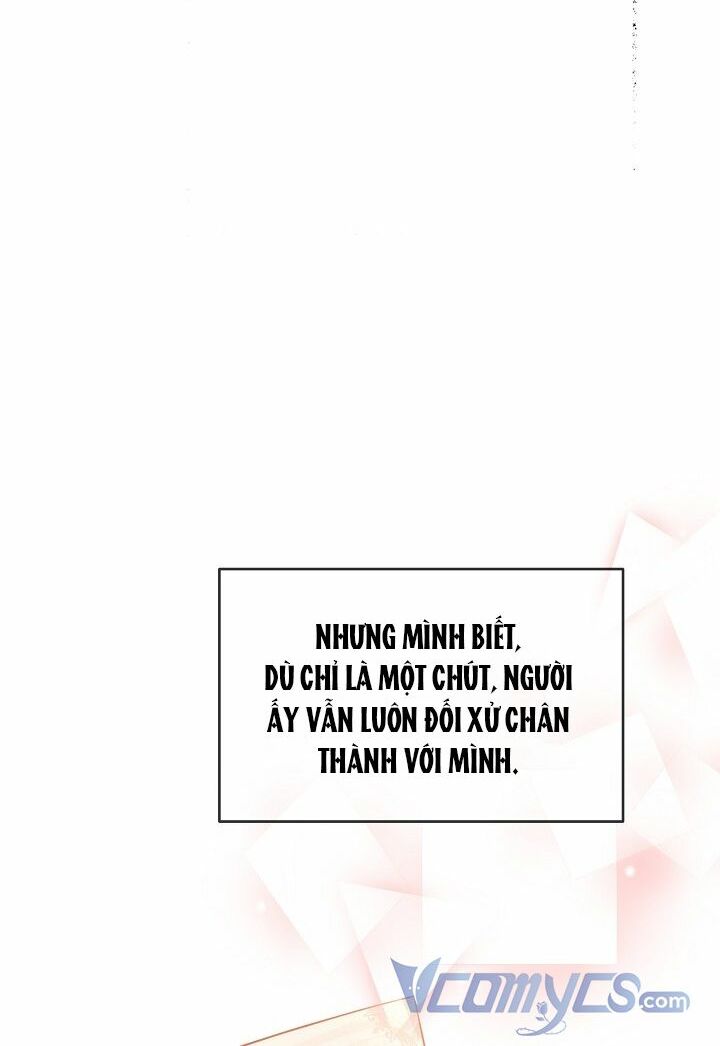 NHƯNG MÌNH BIẾT,
DÙ CHỈ LÀ MỘT CHÚT, NGƯỜI
ẤY VẪN LUÔN ĐỐI XỬ CHÂN
THÀNH VỚI MÌNH.
VCOMYCS.com